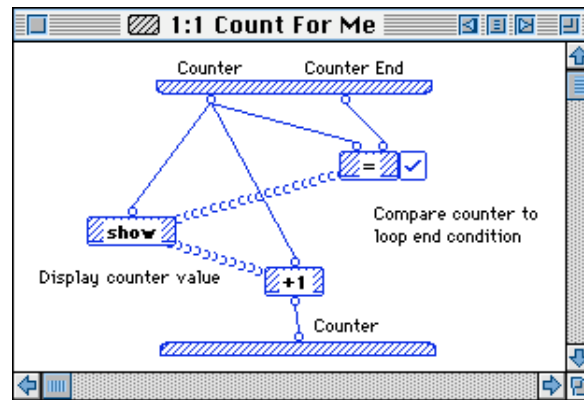 1:1 Count For Me
Counter
Counter End
=
Compare counter to
loop end condition
show
Display counter value
+1
Counter